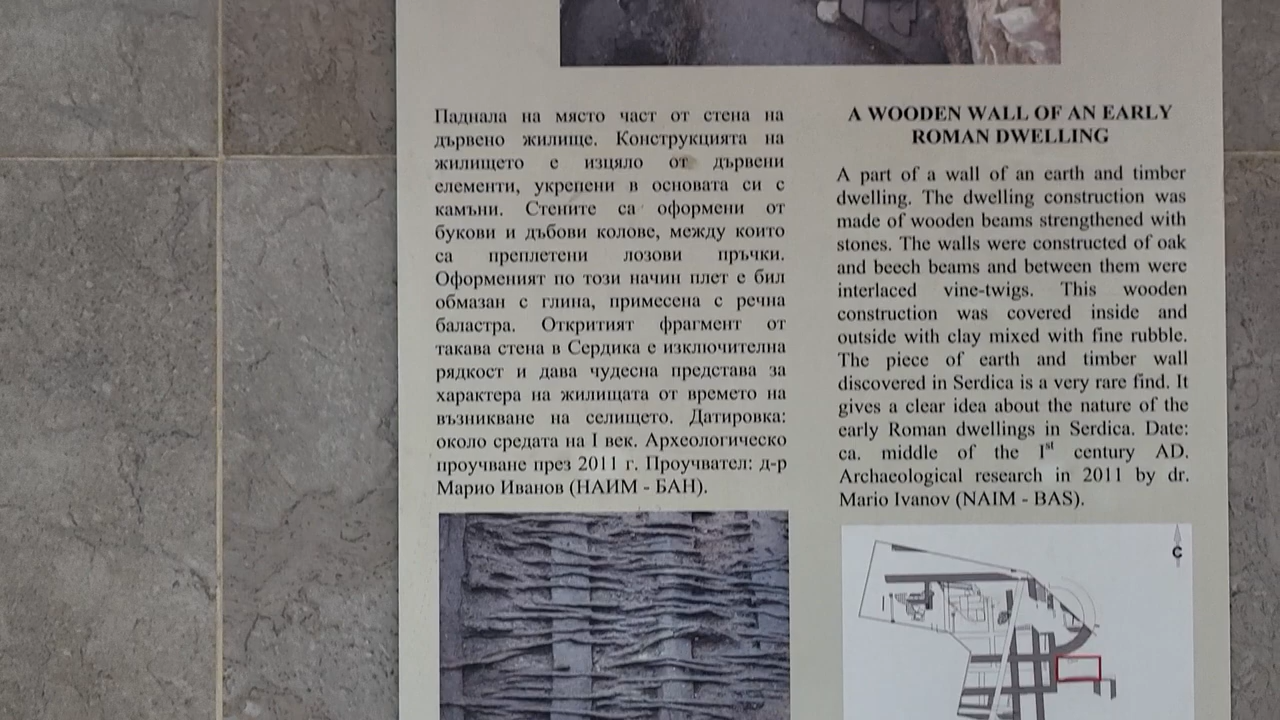 Паднала на място част от стена на
дървено жилище. Конструкцията на
жилището е изцяло от дървени
елементи, укрепени в основата си с
камъни. Стените са оформени от
букови и дъбови колове, между които
са преплетени лозови пръчки.
Оформеният по този начин плет е бил
обмазан с глина, примесена с речна
баластра. Откритият фрагмент от
такава стена в Сердика е изключителна
рядкост и дава чудесна представа за
характера на жилищата от времето на
възникване на селището. Датировка:
около средата на I век. Археологическо
проучване през 2011 г. Проучвател: д-р
Марио Иванов (НАИМ - БАН).
A WOODEN WALL OF AN EARLY
ROMAN DWELLING
A part of a wall of an earth and timber
dwelling. The dwelling construction was
made of wooden beams strengthened with
stones. The walls were constructed of oak
and beech beams and between them were
interlaced vine-twigs. This wooden
construction was covered inside and
outside with clay mixed with fine rubble.
The piece of earth and timber wall
discovered in Serdica is a very rare find. It
gives a clear idea about the nature of the
early Roman dwellings in Serdica. Date:
ca. middle of the Ist century AD.
Archaeological research in 2011 by dr.
Mario Ivanov (NAIM - BAS).
С